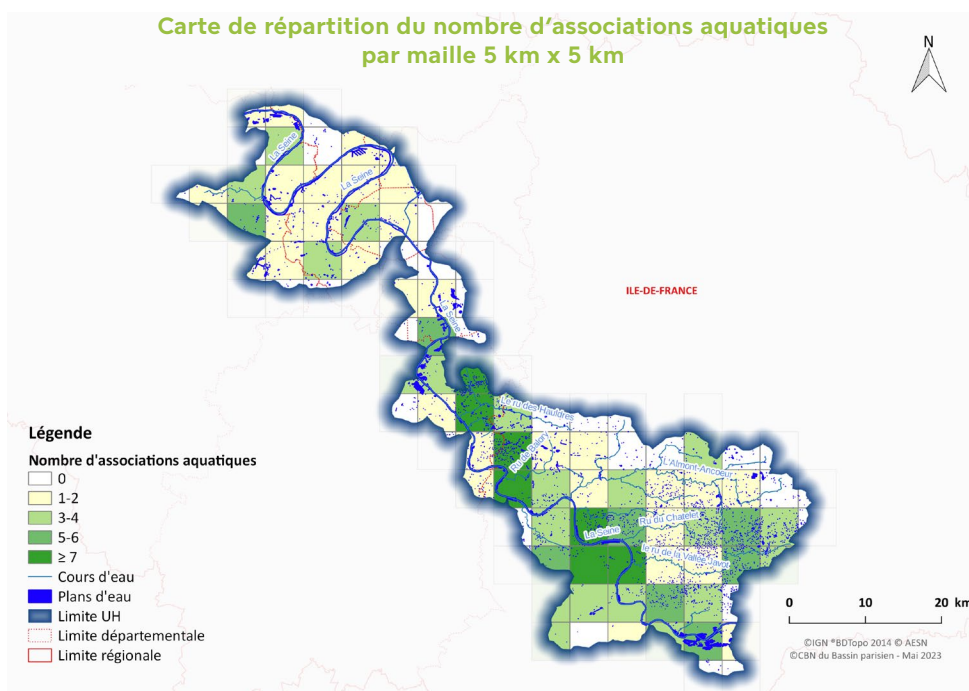 Carte de répartition du nombre d'associations aquatiques
par maille 5 km x 5 km
N
La Seine
La Seine
ILE-DE-FRANCE
La Seine
Le ru des Hauldres
Ru de Balory
L'Almont-Ancoeur
Ru du Chatelet
La Seine
le ru de la Vallée Javot
Légende
Nombre d'associations aquatiques
0
1-2
3-4
5-6
≥ 7
Cours d'eau
Plans d'eau
Limite UH
Limite départementale
Limite régionale
0 10 20 km
©IGN ®BDTopo 2014 © AESN
©CBN du Bassin parisien - Mai 2023